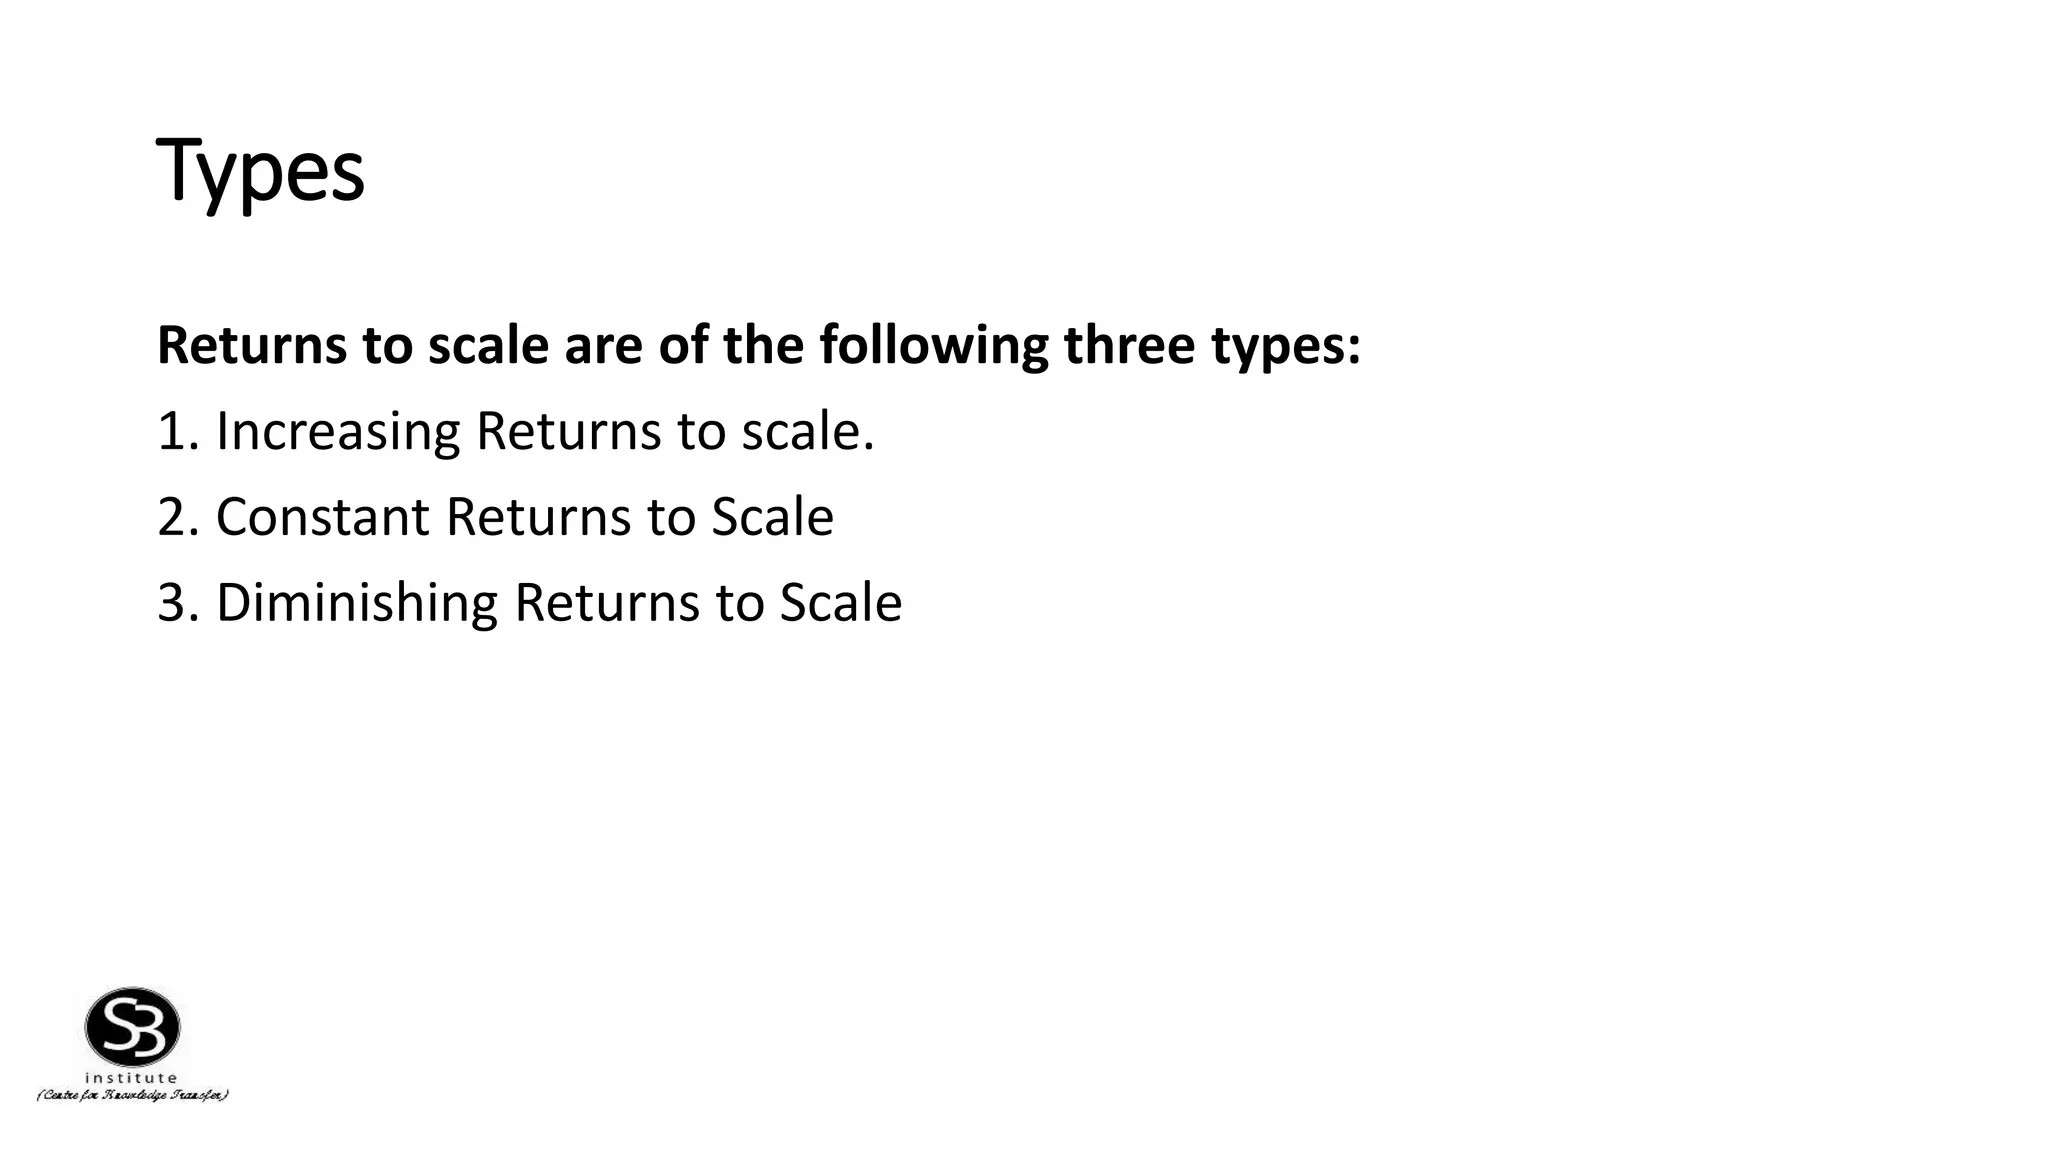 Types
Returns to scale are of the following three types:
1. Increasing Returns to scale.
2. Constant Returns to Scale
3. Diminishing Returns to Scale
SB
institute
(Centre for Knowledge Transfer)